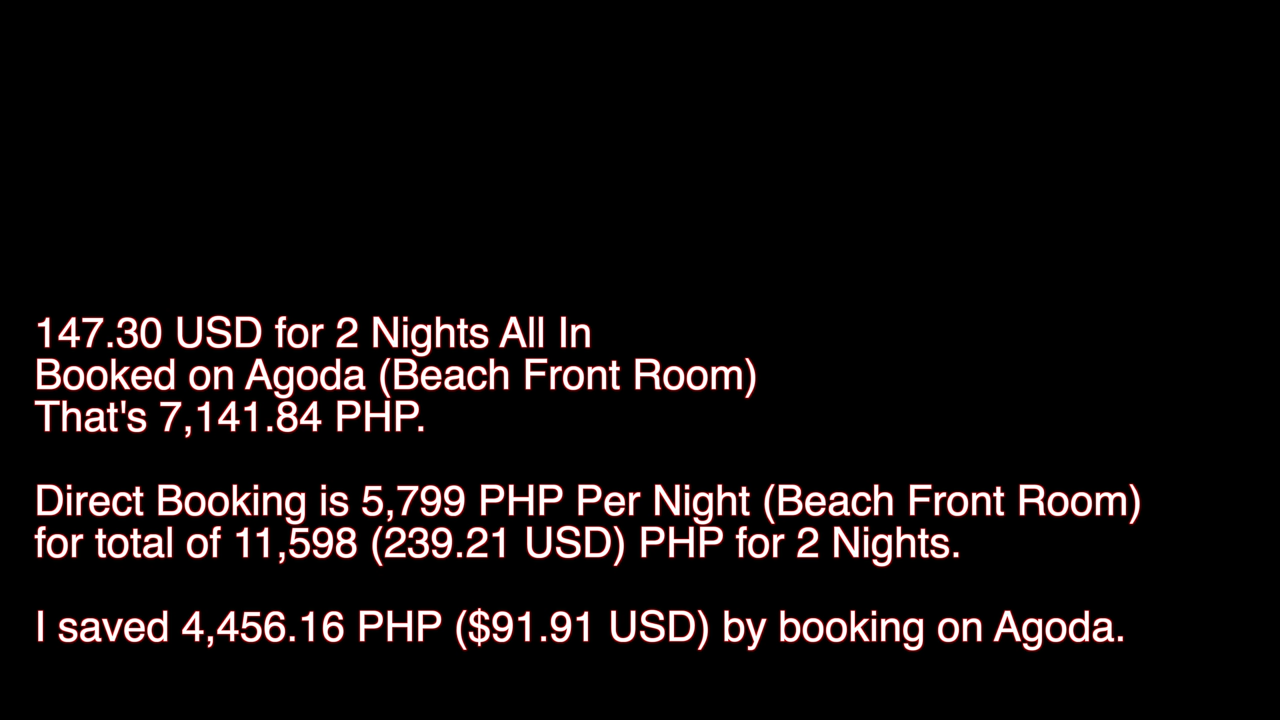 147.30 USD for 2 Nights All In
Booked on Agoda (Beach Front Room)
That's 7,141.84 PHP.
Direct Booking is 5,799 PHP Per Night (Beach Front Room)
for total of 11,598 (239.21 USD) PHP for 2 Nights.
I saved 4,456.16 PHP ($91.91 USD) by booking on Agoda.